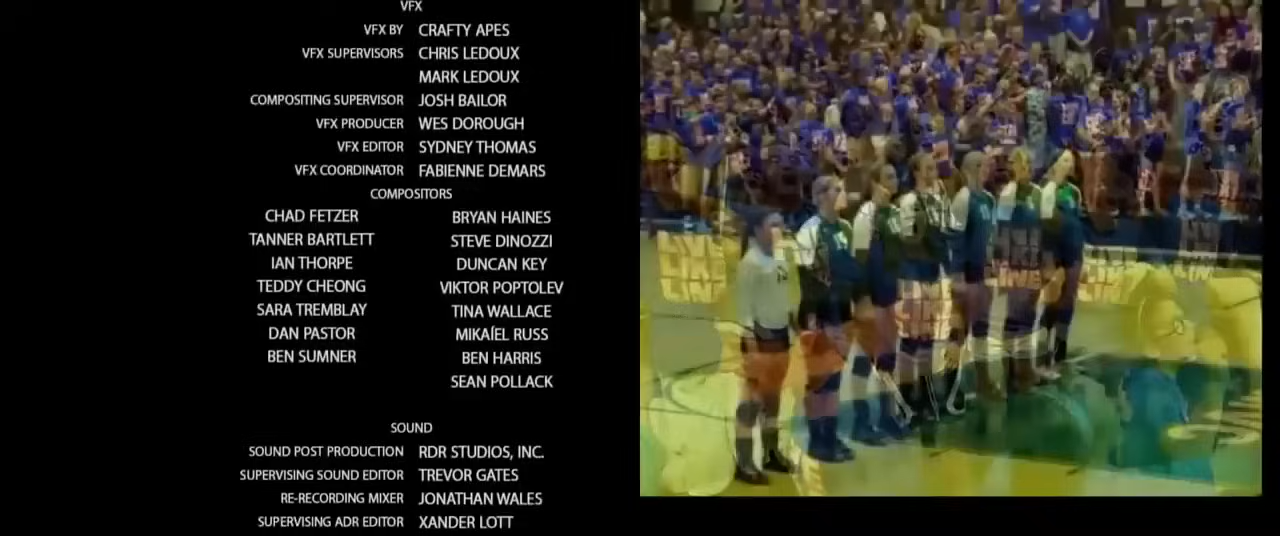 VFX
VFX BY CRAFTY APES
VFX SUPERVISORS CHRIS LEDOUX
MARK LEDOUX
COMPOSITING SUPERVISOR JOSH BAILOR
VFX PRODUCER WES DOROUGH
VFX EDITOR SYDNEY THOMAS
VFX COORDINATOR FABIENNE DEMARS
COMPOSITORS
CHAD FETZER BRYAN HAINES
TANNER BARTLETT STEVE DINOZZI
IAN THORPE DUNCAN KEY
TEDDY CHEONG VIKTOR POPTOLEV
SARA TREMBLAY TINA WALLACE
DAN PASTOR MIKAÍEL RUSS
BEN SUMNER BEN HARRIS
SEAN POLLACK
SOUND
SOUND POST PRODUCTION RDR STUDIOS, INC.
SUPERVISING SOUND EDITOR TREVOR GATES
RE-RECORDING MIXER JONATHAN WALES
SUPERVISING ADR EDITOR XANDER LOTT
LIVE
LINE